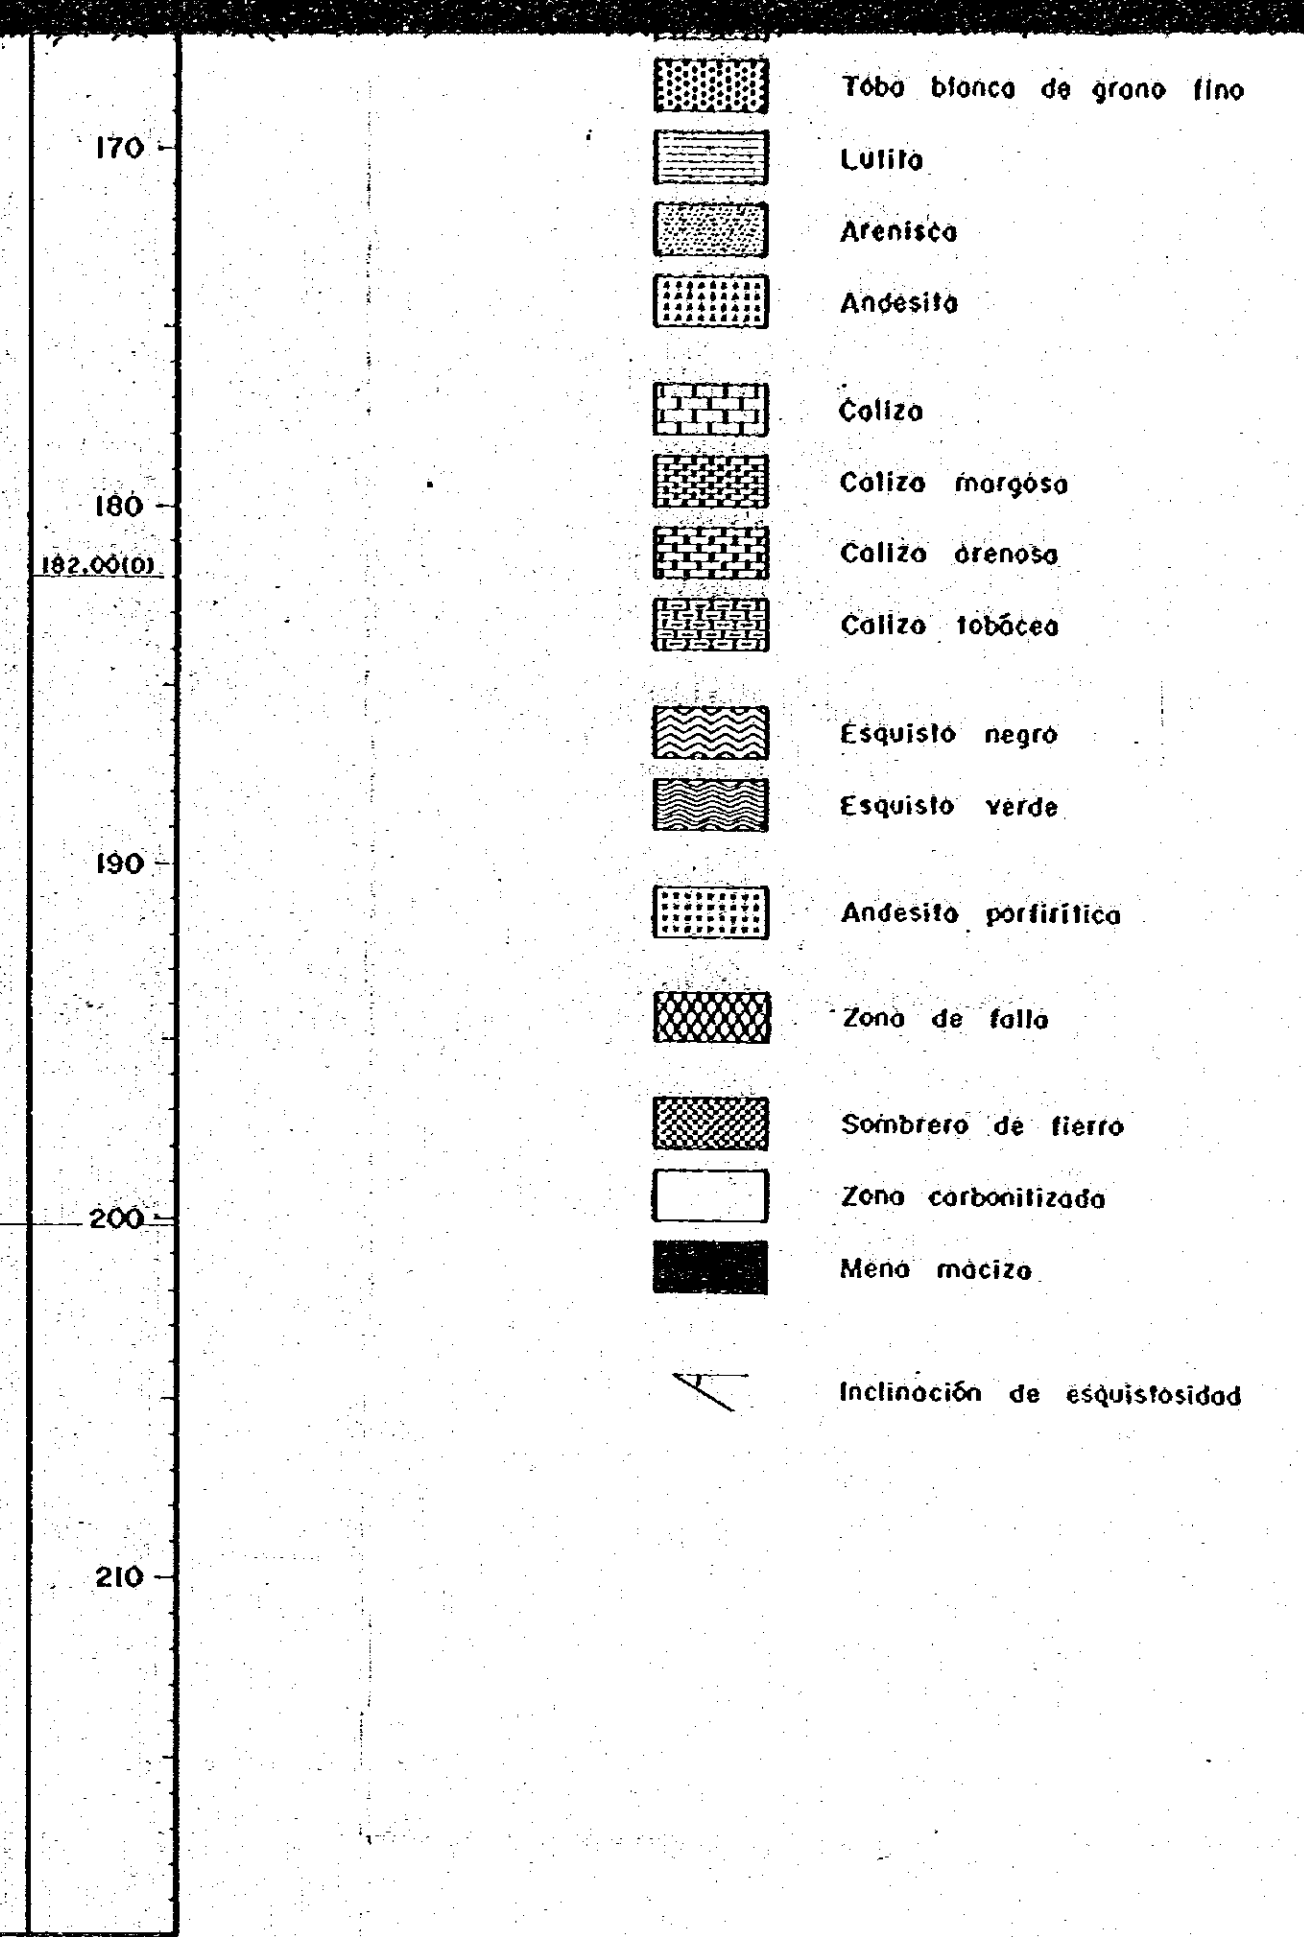 Toba blanca de grano fino
170
Lutita
Arenisca
Andesita
Caliza
Caliza margosa
180
Caliza arenosa
182.00(0)
Caliza tobácea
Esquisto negro
Esquisto verde
190
Andesita porfirítica
Zona de falla
Sombrero de fierro
Zona carbonitizada
200
Mena maciza
Inclinación de esquistosidad
210